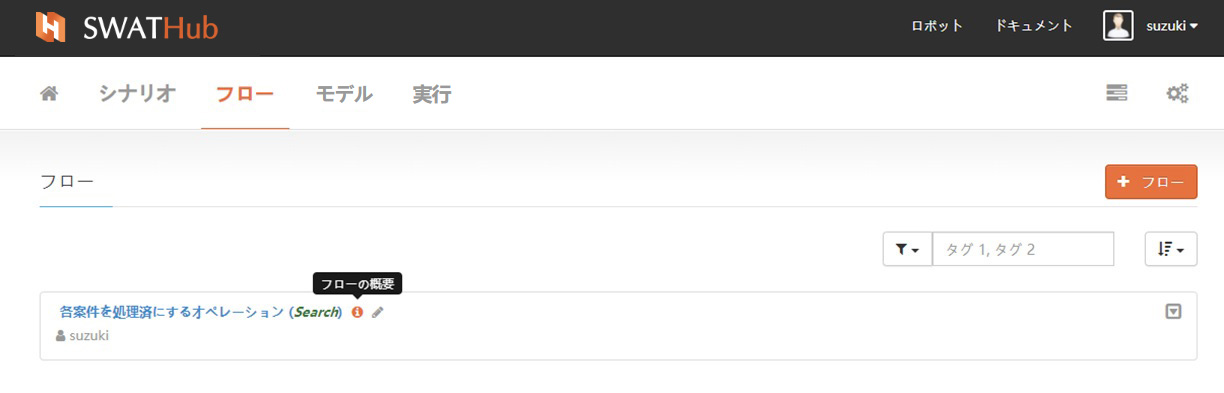 SWATHub
ロボット ドキュメント suzuki
シナリオ フロー モデル 実行
フロー
フロー
タグ 1, タグ 2
フローの概要
各案件を処理済にするオペレーション (Search)
suzuki